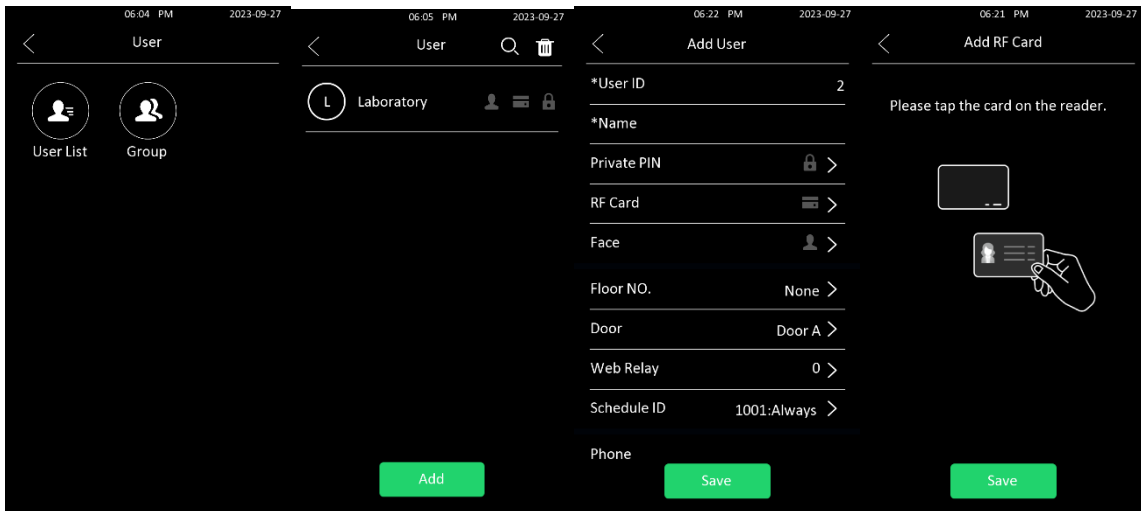 06:04 PM 2023-09-27
User
User List Group
06:05 PM 2023-09-27
User
L Laboratory
Add
06:22 PM 2023-09-27
Add User
*User ID 2
*Name
Private PIN
RF Card
Face
Floor NO. None
Door Door A
Web Relay 0
Schedule ID 1001:Always
Phone
Save
06:21 PM 2023-09-27
Add RF Card
Please tap the card on the reader.
Save